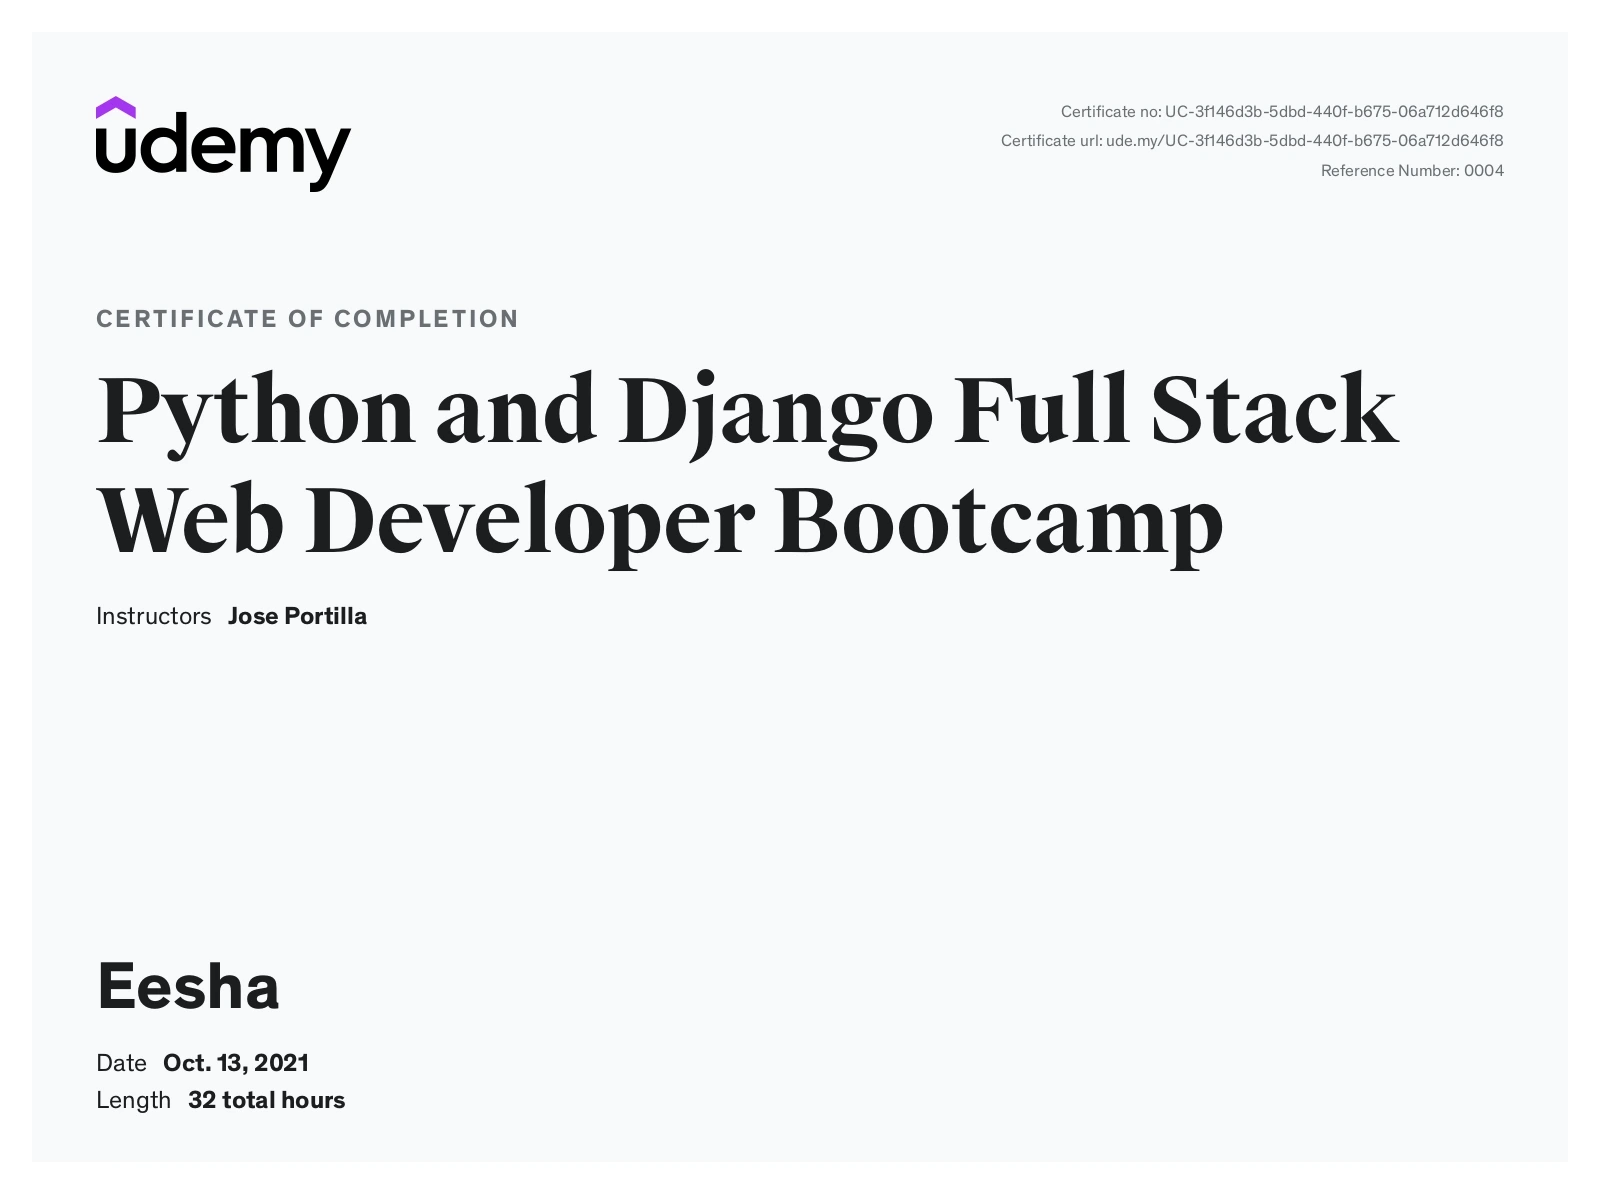 udemy
Certificate no: UC-3f146d3b-5dbd-440f-b675-06a712d646f8
Certificate url: ude.my/UC-3f146d3b-5dbd-440f-b675-06a712d646f8
Reference Number: 0004
CERTIFICATE OF COMPLETION
Python and Django Full Stack
Web Developer Bootcamp
Instructors Jose Portilla
Eesha
Date Oct. 13, 2021
Length 32 total hours